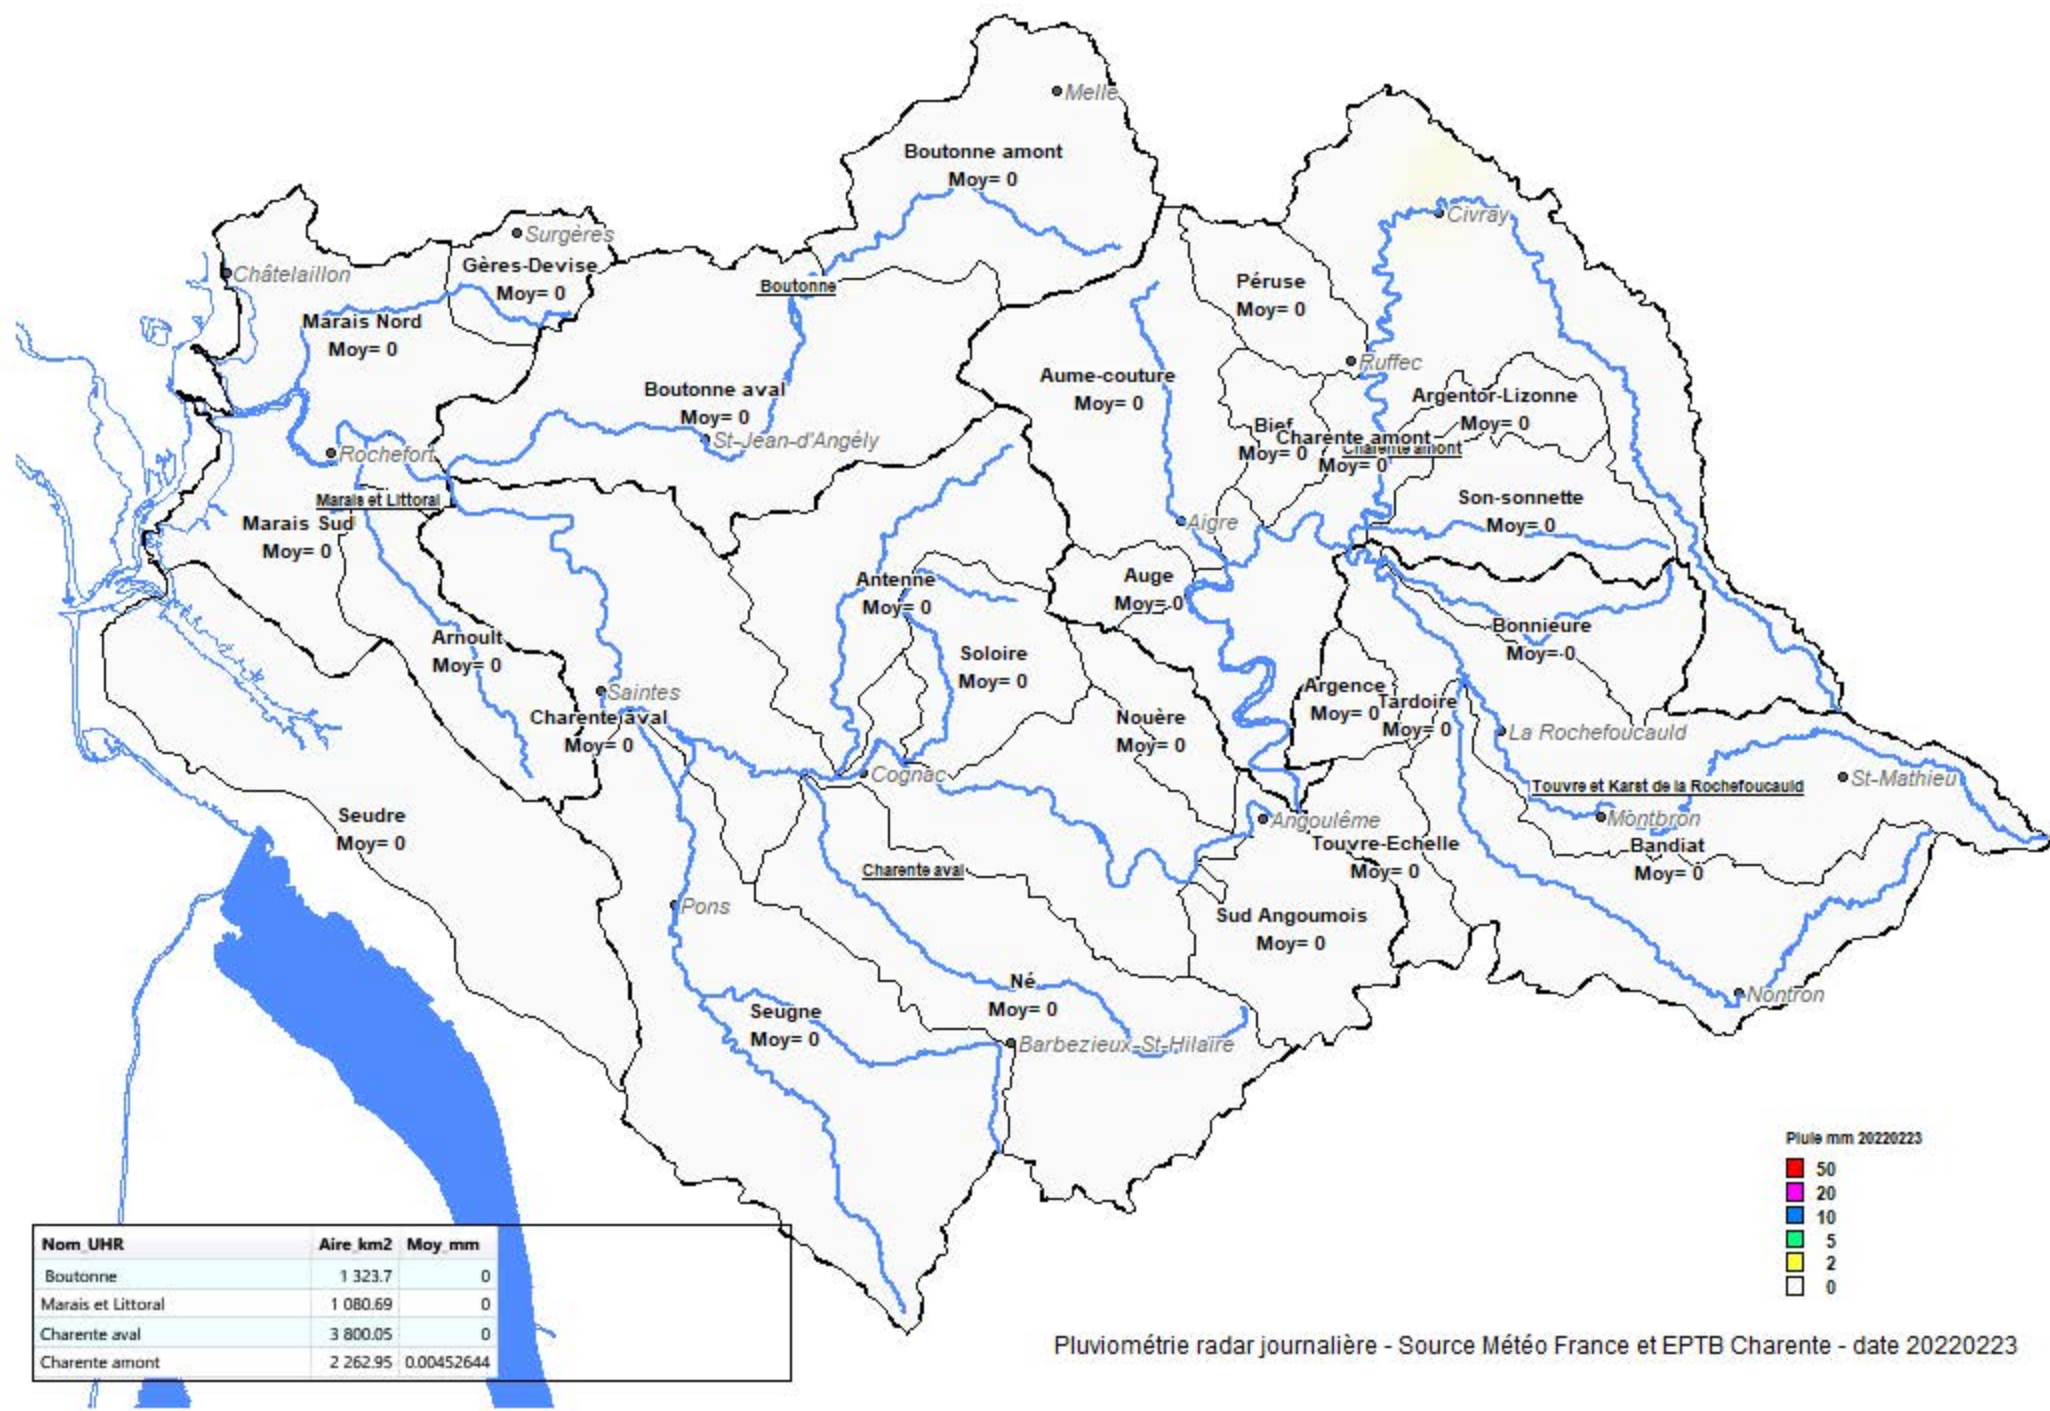 Melle
Boutonne amont
Moy= 0
Civray
Surgères
Châtelaillon
Gères-Devise
Moy= 0
Boutonne
Péruse
Moy= 0
Marais Nord
Moy= 0
Ruffec
Aume-couture
Moy= 0
Boutonne aval
Moy= 0
Argentor-Lizonne
Moy= 0
Bief
Moy= 0
Charente amont
Moy= 0
Charente amont
St-Jean-d'Angély
Rochefort
Marais et Littoral
Son-sonnette
Moy= 0
Marais Sud
Moy= 0
Aigre
Antenne
Moy= 0
Auge
Moy= 0
Bonnieure
Moy= 0
Arnoult
Moy= 0
Soloire
Moy= 0
Saintes
Argence
Moy= 0
Tardoire
Moy= 0
Charente aval
Moy= 0
Nouère
Moy= 0
La Rochefoucauld
Cognac
Touvre et Karst de la Rochefoucauld
St-Mathieu
Seudre
Moy= 0
Angoulême
Montbron
Touvre-Echelle
Moy= 0
Bandiat
Moy= 0
Charente aval
Pons
Sud Angoumois
Moy= 0
Né
Moy= 0
Nontron
Seugne
Moy= 0
Barbezieux-St-Hilaire
Pluie mm 20220223
50
20
10
5
2
0
Nom_UHR Aire_km2 Moy_mm
Boutonne 1 323.7 0
Marais et Littoral 1 080.69 0
Charente aval 3 800.05 0
Charente amont 2 262.95 0.00452644
Pluviométrie radar journalière - Source Météo France et EPTB Charente - date 20220223